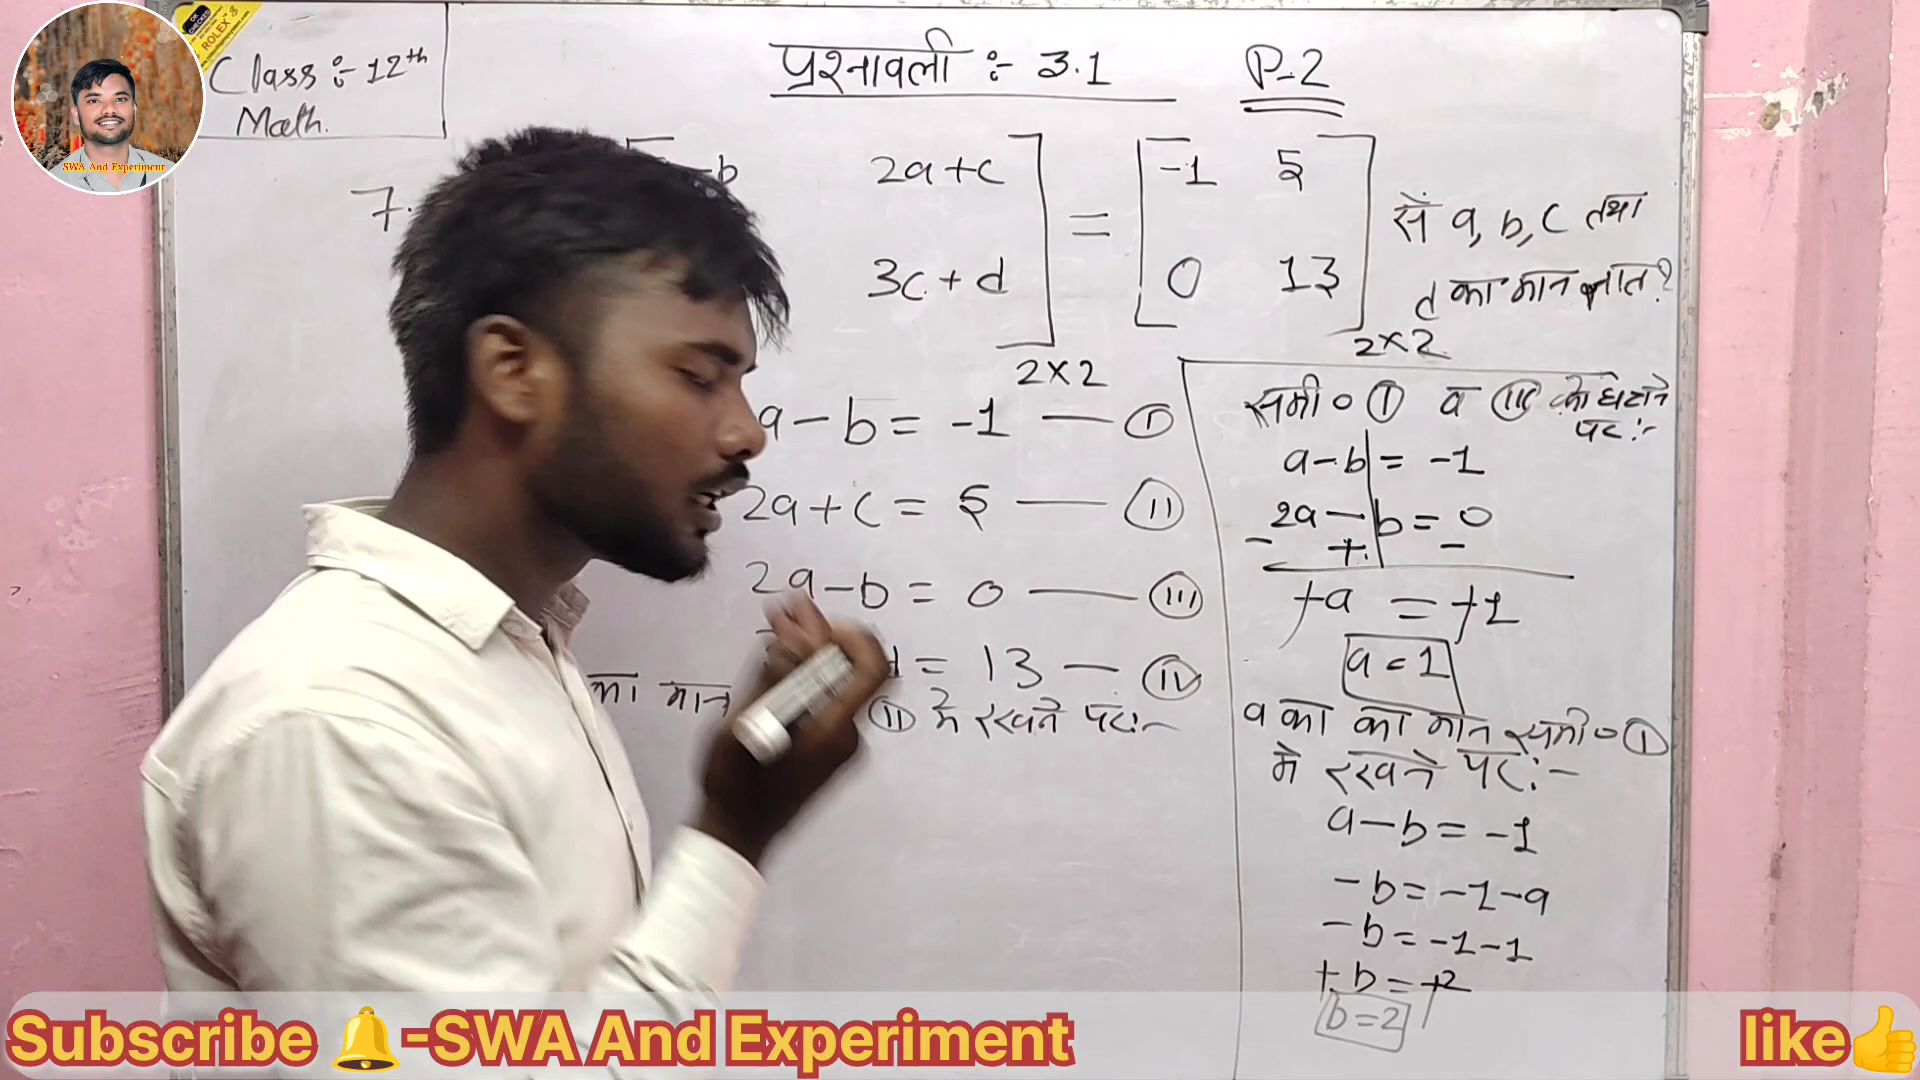 Class :- 12th
Math.
SWA And Experiment
ROLEX
प्रश्नावली :- 3.1 P-2
7.
-b 2a+c = -1 5
3c+d 0 13
2×2 2×2
से a, b, c तथा
d का मान ज्ञात?
a-b = -1 — I
2a+c = 5 — II
2a-b = 0 — III
= 13 — IV
का मान II मे रखने पर:-
समी० I व III को घटाने
पर:-
a-b = -1
2a-b = 0
- + -
+a = +1
a=1
a का का मान समी० I
मे रखने पर:-
a-b = -1
-b = -1-a
-b = -1-1
+b = +2
b=2
Subscribe 🔔-SWA And Experiment
like👍